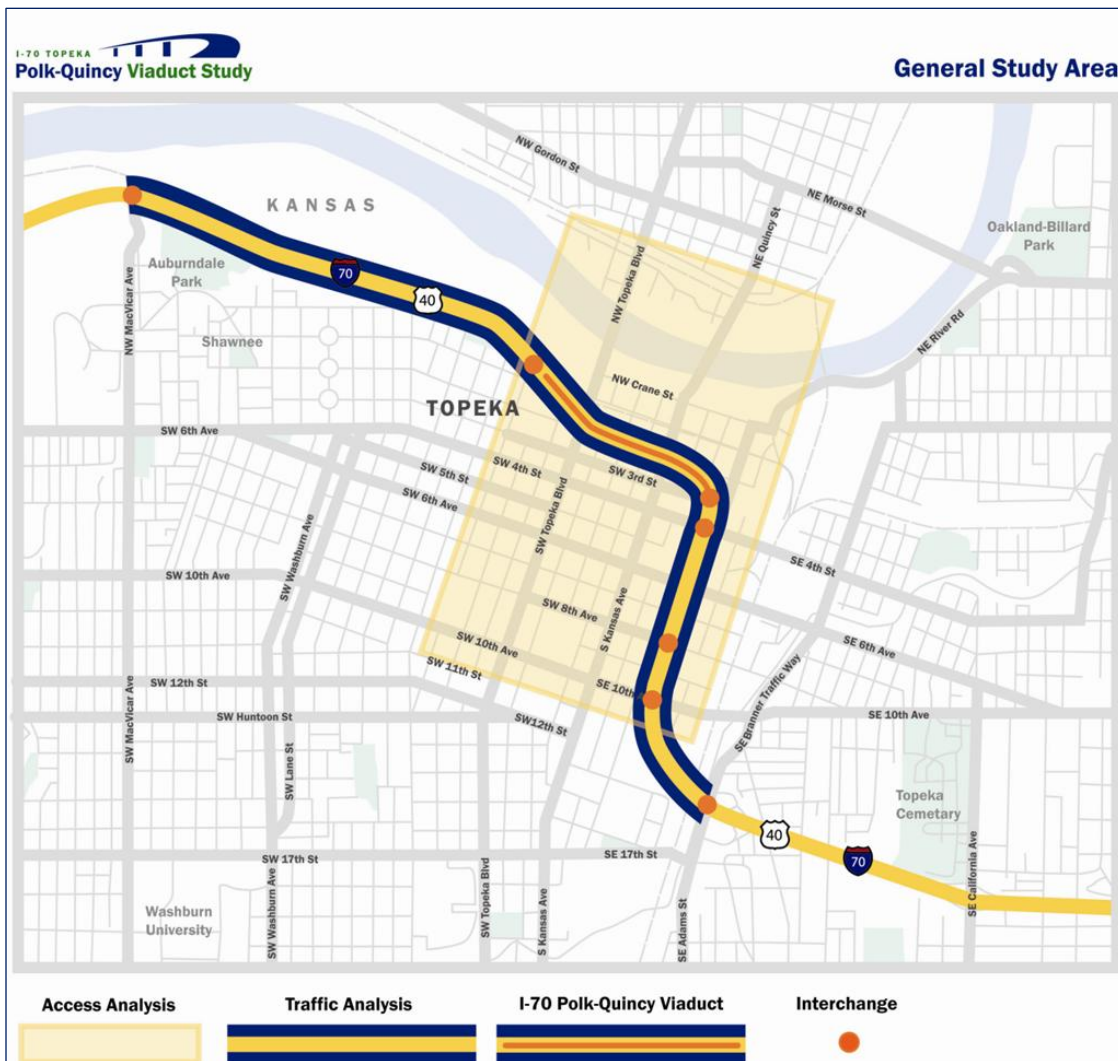 I-70 TOPEKA
Polk-Quincy Viaduct Study
General Study Area
NW Gordon St
NE Morse St
KANSAS
NE Quincy St
Oakland-Billard
Park
Auburndale
Park
70
40
NW Topeka Blvd
NW MacVicar Ave
Shawnee
NE River Rd
NW Crane St
TOPEKA
SW 6th Ave
SW 4th St
SW 3rd St
SW 5th St
SW 6th Ave
SW Topeka Blvd
SW Washburn Ave
SE 4th St
SW 10th Ave
SW 8th Ave
S Kansas Ave
SE 6th Ave
SW 10th Ave
SW 11th St
SE 10th
SW 12th St
SW Huntoon St
SW12th St
SE Branner Traffic Way
SE 10th Ave
SW MacVicar Ave
SW Lane St
Topeka
Cemetary
40
70
SW 17th St
SE 17th St
SE California Ave
Washburn
University
SW Washburn Ave
SW Topeka Blvd
S Kansas Ave
SE Adams St
Access Analysis
Traffic Analysis
I-70 Polk-Quincy Viaduct
Interchange